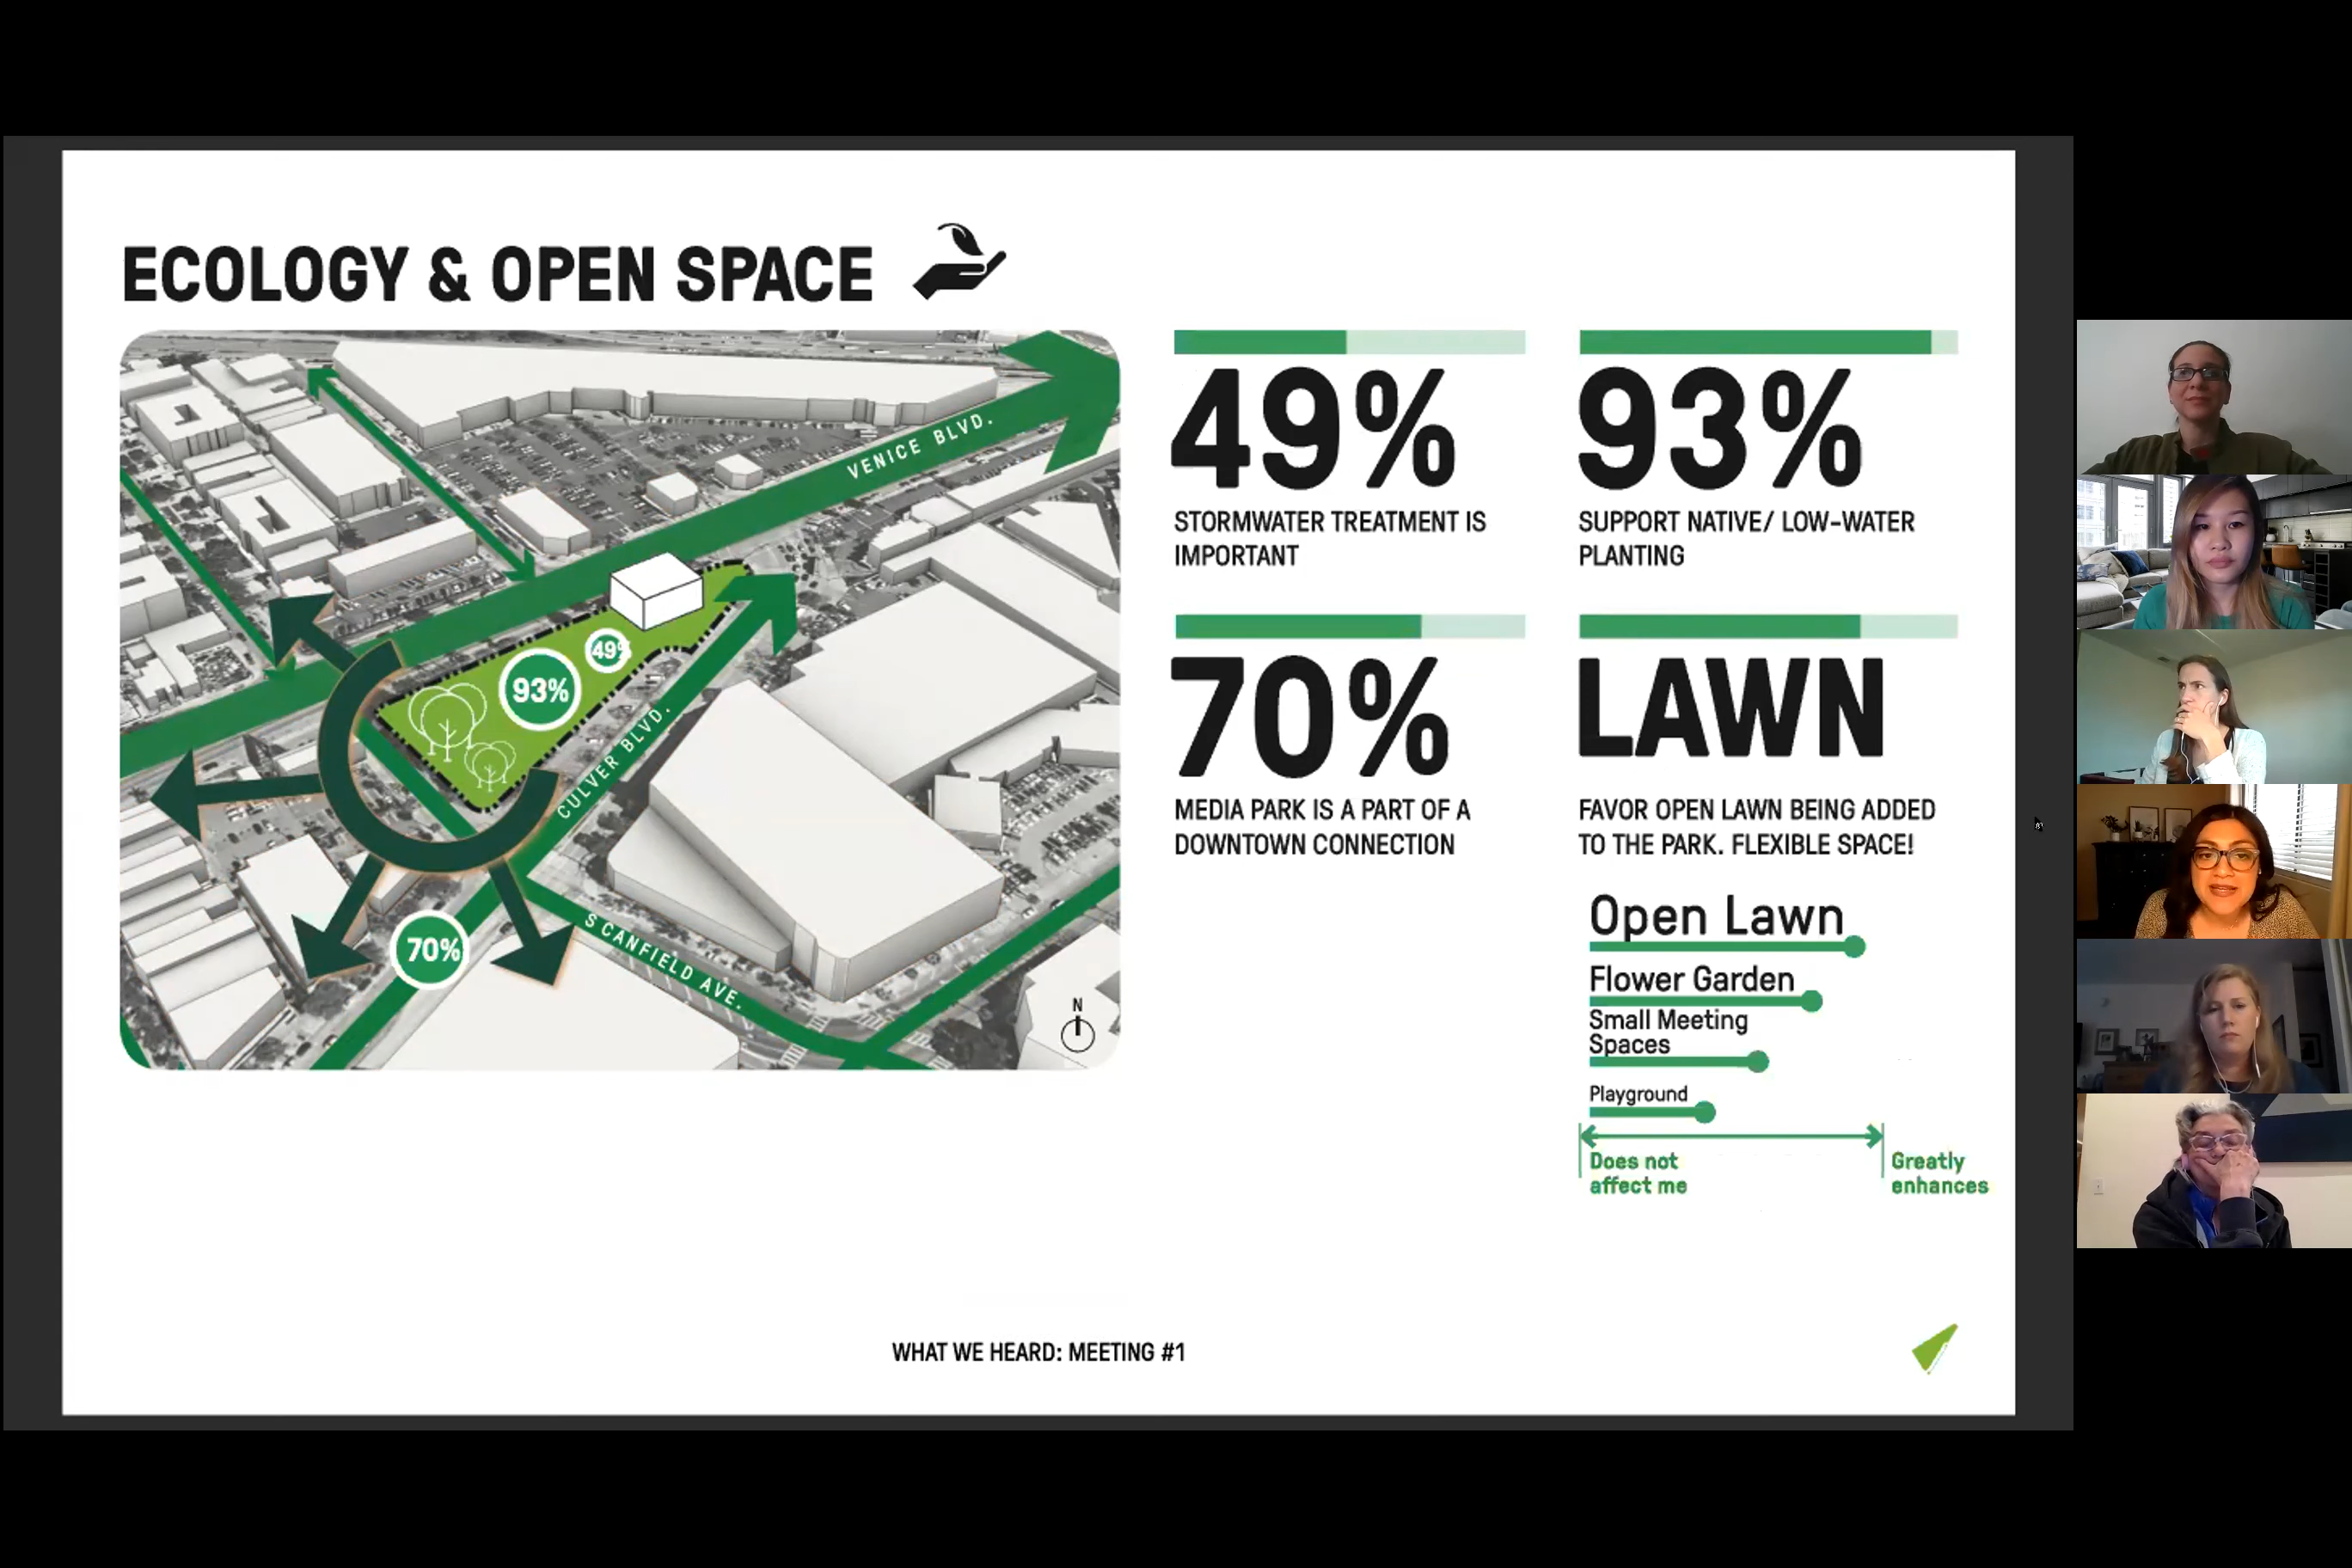 ECOLOGY & OPEN SPACE
VENICE BLVD.
49%
93%
CULVER BLVD.
70%
S CANFIELD AVE.
N
49%
STORMWATER TREATMENT IS
IMPORTANT
93%
SUPPORT NATIVE/ LOW-WATER
PLANTING
70%
MEDIA PARK IS A PART OF A
DOWNTOWN CONNECTION
LAWN
FAVOR OPEN LAWN BEING ADDED
TO THE PARK. FLEXIBLE SPACE!
Open Lawn
Flower Garden
Small Meeting
Spaces
Playground
Does not
affect me
Greatly
enhances
WHAT WE HEARD: MEETING #1